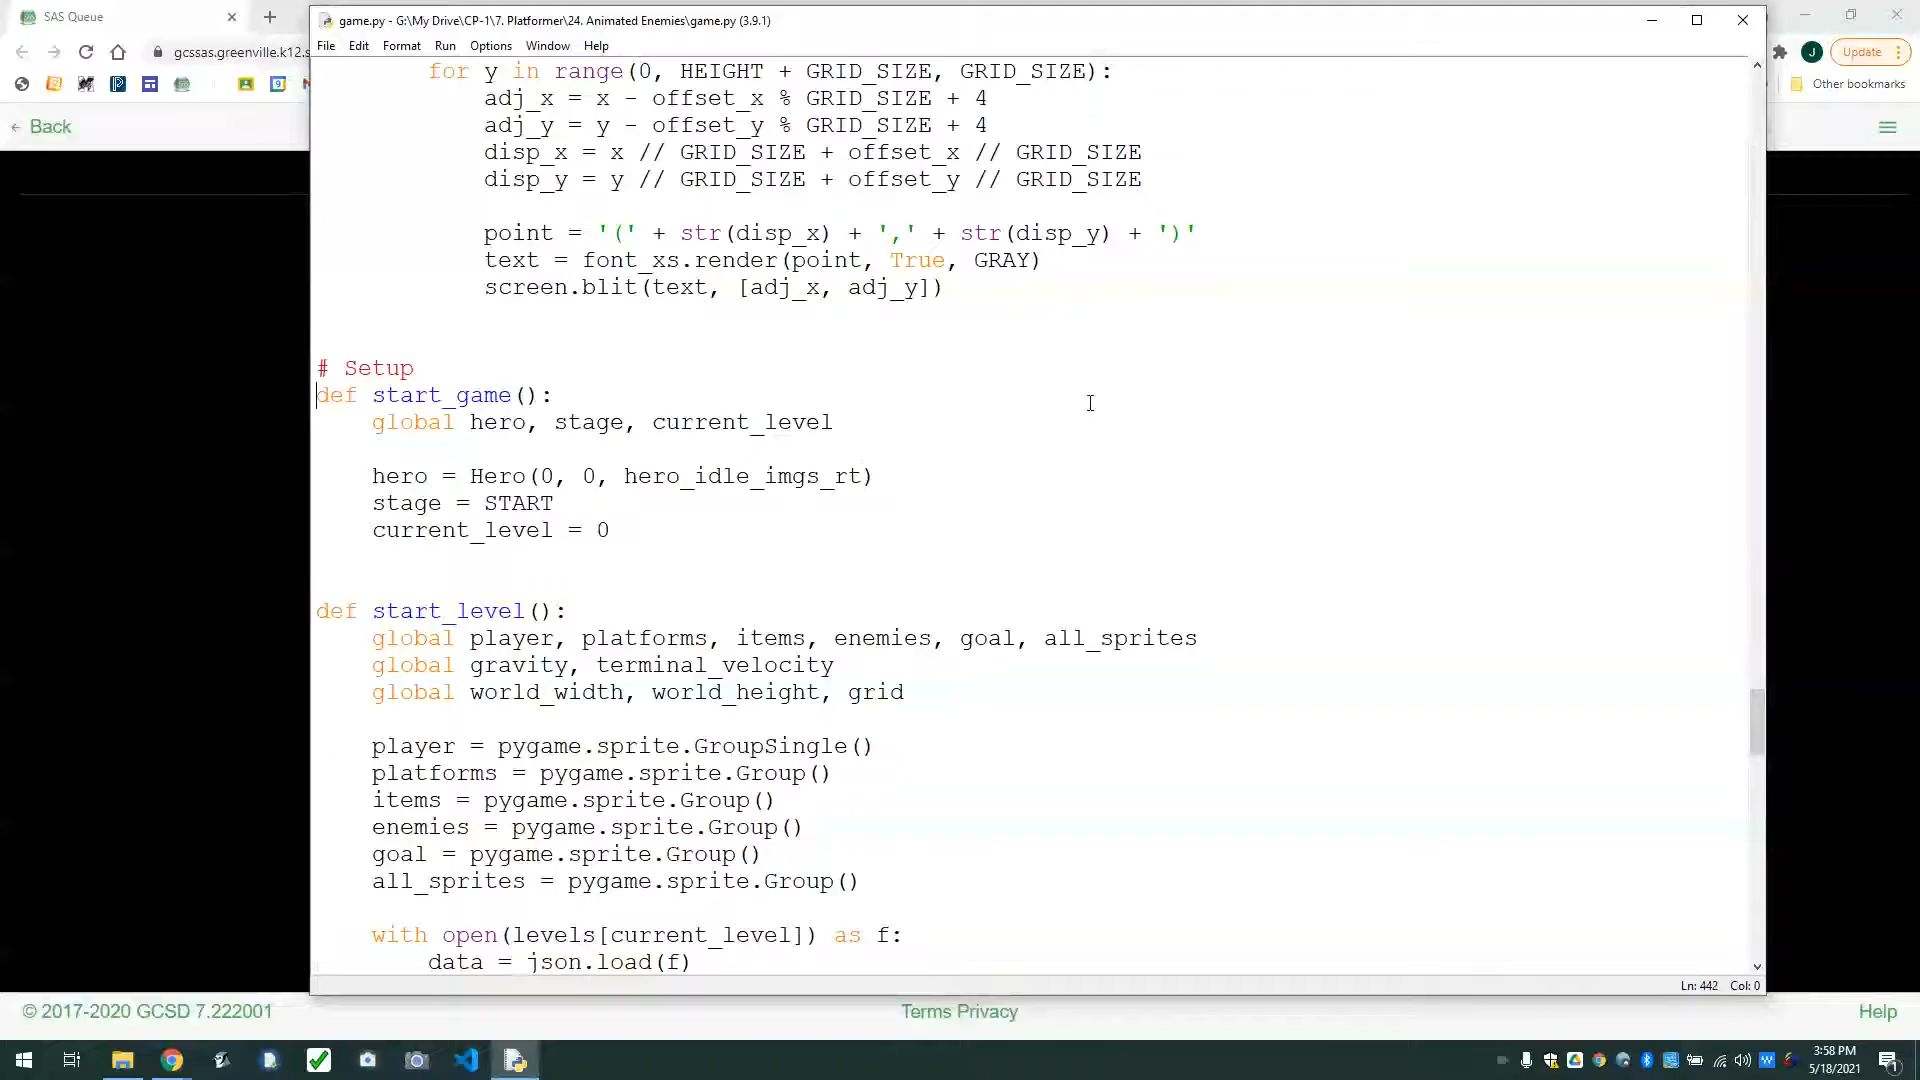 SAS Queue
game.py - G:\My Drive\CP-1\7. Platformer\24. Animated Enemies\game.py (3.9.1)
File Edit Format Run Options Window Help
gcssas.greenville.k12.s
J
Update
Other bookmarks
Back
for y in range(0, HEIGHT + GRID_SIZE, GRID_SIZE):
adj_x = x - offset_x % GRID_SIZE + 4
adj_y = y - offset_y % GRID_SIZE + 4
disp_x = x // GRID_SIZE + offset_x // GRID_SIZE
disp_y = y // GRID_SIZE + offset_y // GRID_SIZE
point = '(' + str(disp_x) + ',' + str(disp_y) + ')'
text = font_xs.render(point, True, GRAY)
screen.blit(text, [adj_x, adj_y])
# Setup
def start_game():
global hero, stage, current_level
hero = Hero(0, 0, hero_idle_imgs_rt)
stage = START
current_level = 0
def start_level():
global player, platforms, items, enemies, goal, all_sprites
global gravity, terminal_velocity
global world_width, world_height, grid
player = pygame.sprite.GroupSingle()
platforms = pygame.sprite.Group()
items = pygame.sprite.Group()
enemies = pygame.sprite.Group()
goal = pygame.sprite.Group()
all_sprites = pygame.sprite.Group()
with open(levels[current_level]) as f:
data = json.load(f)
Ln: 442 Col: 0
© 2017-2020 GCSD 7.222001
Terms Privacy
Help
3:58 PM
5/18/2021